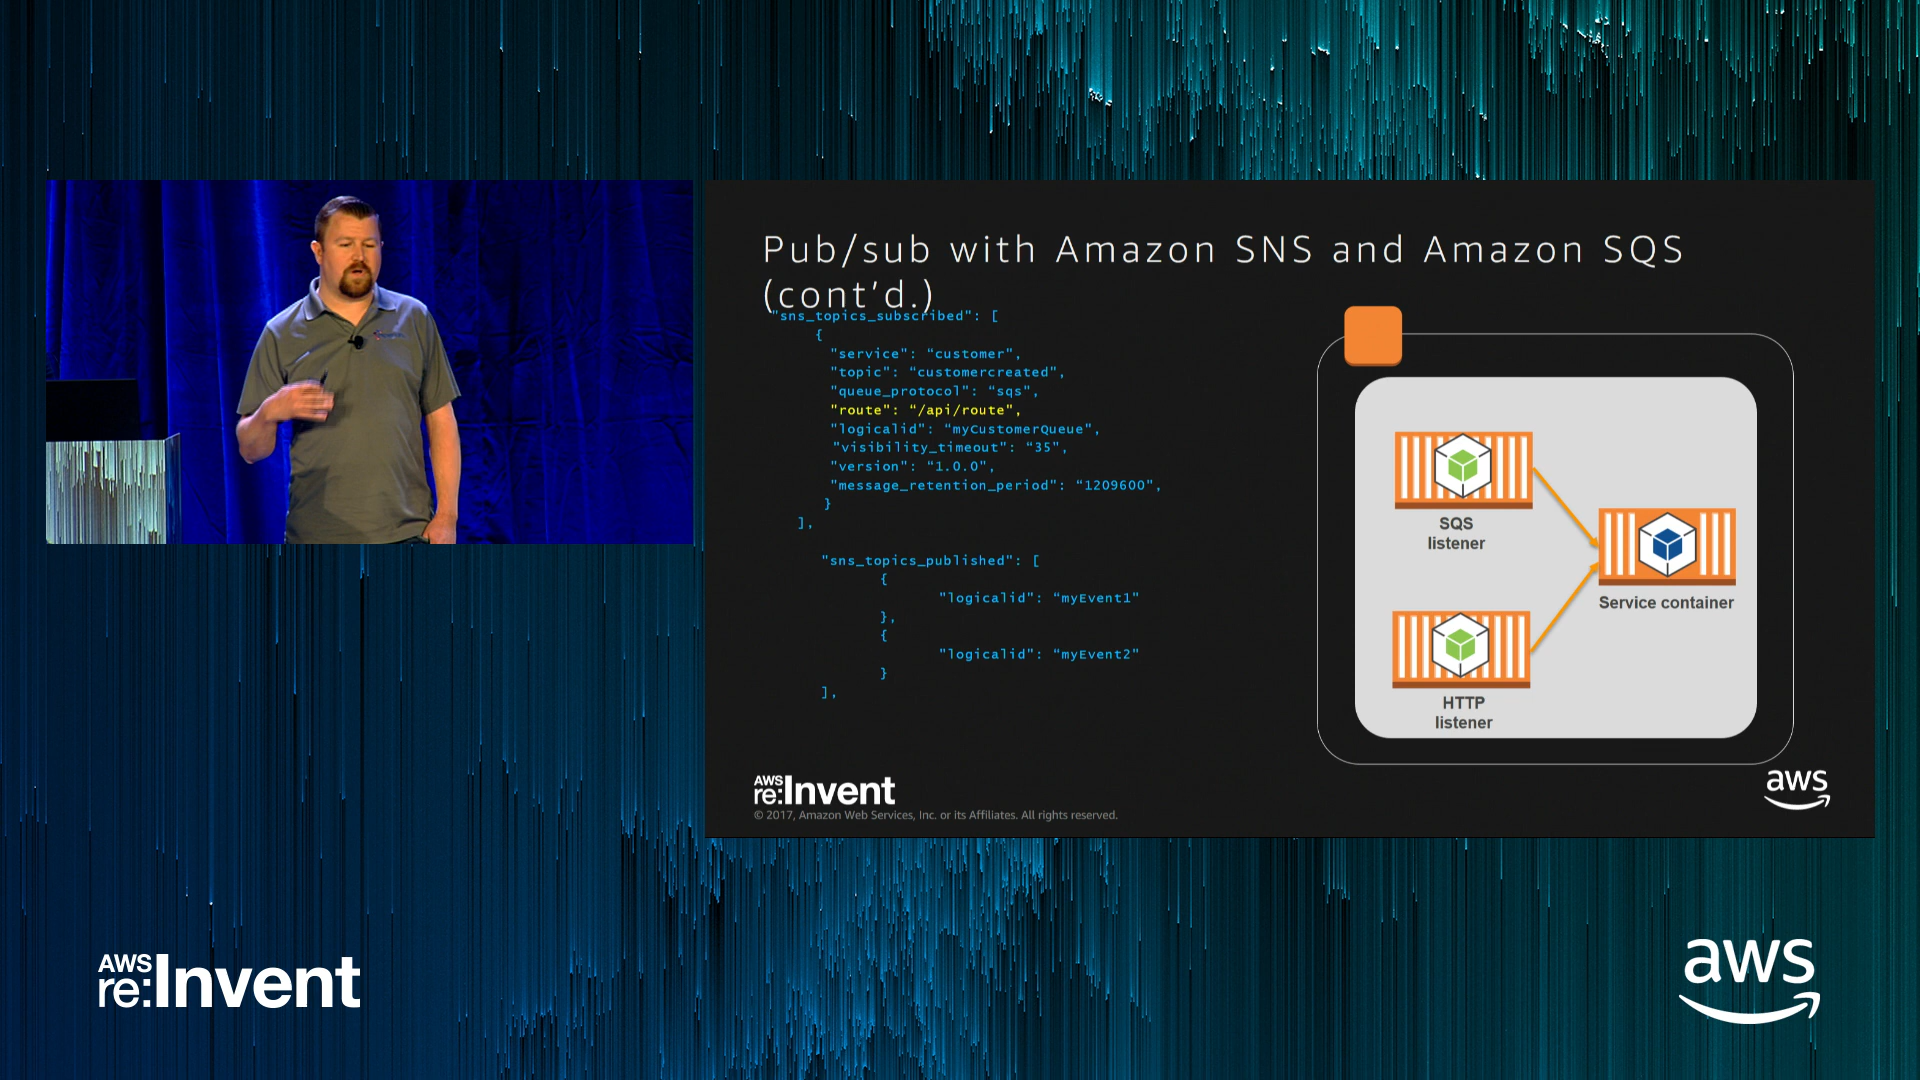 Pub/sub with Amazon SNS and Amazon SQS
(cont'd.)
"sns_topics_subscribed": [
{
"service": “customer”,
"topic": “customercreated”,
"queue_protocol": “sqs”,
"route": “/api/route”,
"logicalid": “myCustomerQueue”,
"visibility_timeout": “35”,
"version": “1.0.0”,
"message_retention_period": “1209600”,
}
],
"sns_topics_published": [
{
"logicalid": “myEvent1"
},
{
"logicalid": “myEvent2"
}
],
SQS
listener
Service container
HTTP
listener
AWS
re:Invent
© 2017, Amazon Web Services, Inc. or its Affiliates. All rights reserved.
aws
AWS
re:Invent
aws